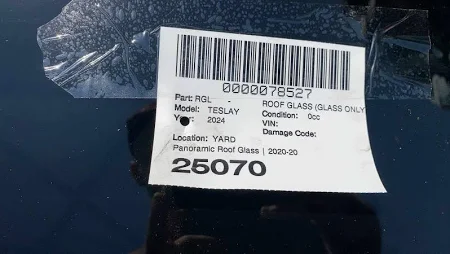 0000078527
Part: RGL - ROOF GLASS (GLASS ONLY
Model: TESLAY Condition: 0cc
Year: 2024 VIN:
Damage Code:
Location: YARD
Panoramic Roof Glass | 2020-20
25070